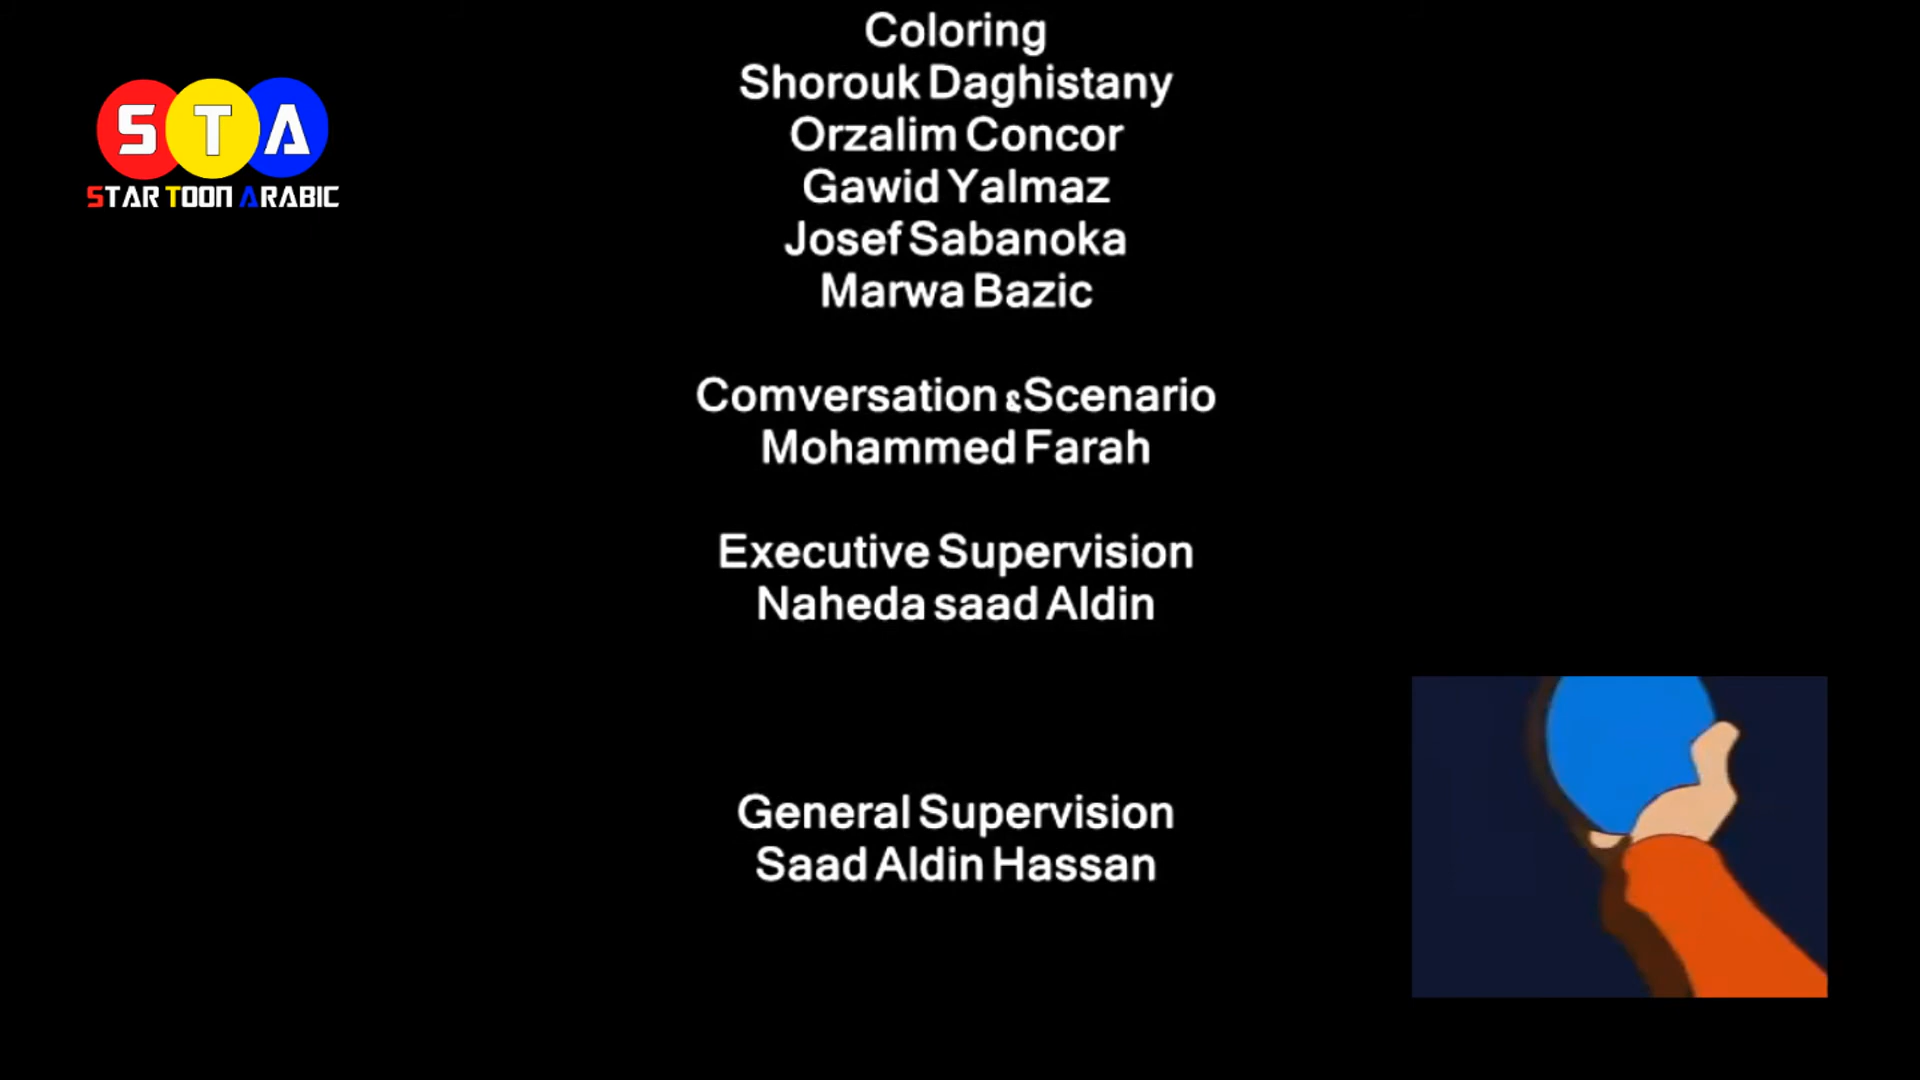 STA
STAR TOON ARABIC
Coloring
Shorouk Daghistany
Orzalim Concor
Gawid Yalmaz
Josef Sabanoka
Marwa Bazic
Comversation &Scenario
Mohammed Farah
Executive Supervision
Naheda saad Aldin
General Supervision
Saad Aldin Hassan